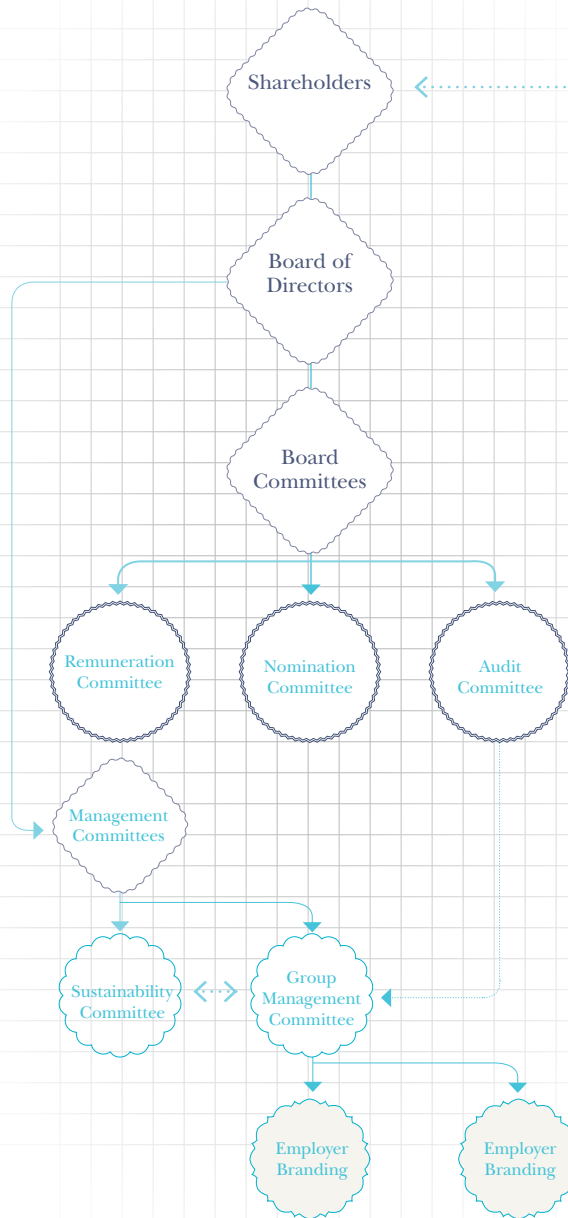 Shareholders
Board of
Directors
Board
Committees
Remuneration
Committee
Nomination
Committee
Audit
Committee
Management
Committees
Sustainability
Committee
Group
Management
Committee
Employer
Branding
Employer
Branding